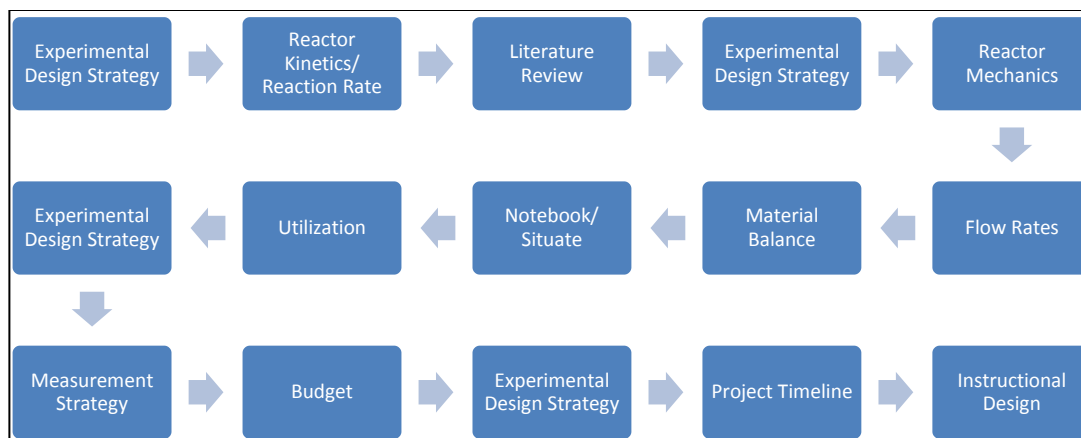 Experimental
Design Strategy
Reactor
Kinetics/
Reaction Rate
Literature
Review
Experimental
Design Strategy
Reactor
Mechanics
Flow Rates
Material
Balance
Notebook/
Situate
Utilization
Experimental
Design Strategy
Measurement
Strategy
Budget
Experimental
Design Strategy
Project Timeline
Instructional
Design